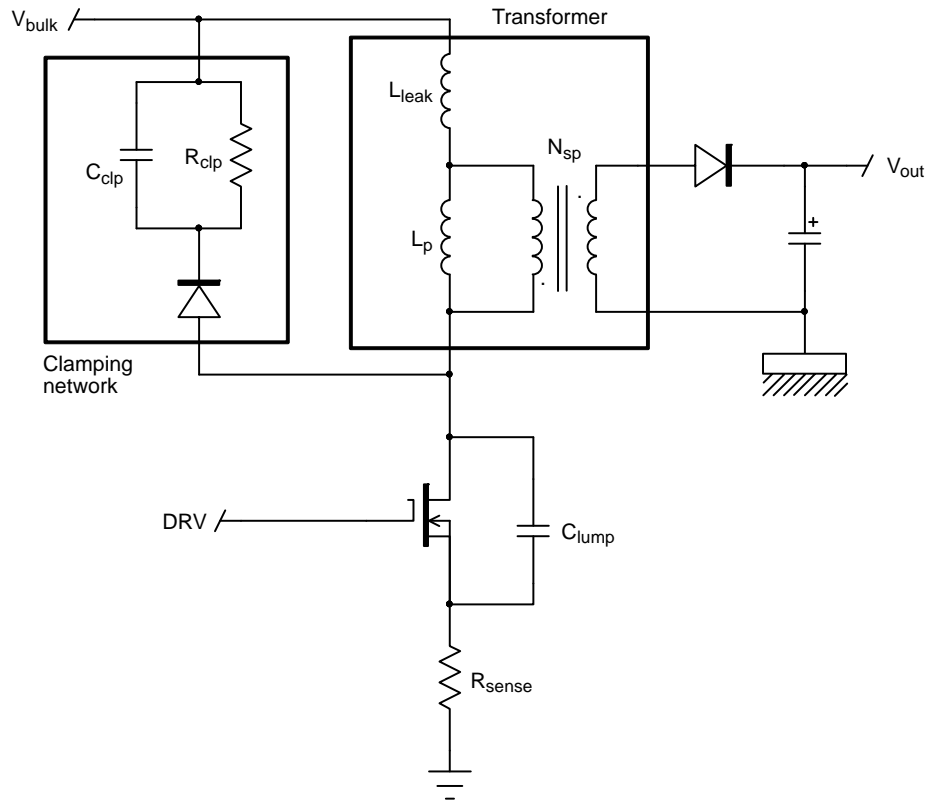 Transformer
Vbulk
Lleak
Nsp
Rclp
Cclp
Vout
+
Lp
Clamping
network
DRV
Clump
Rsense